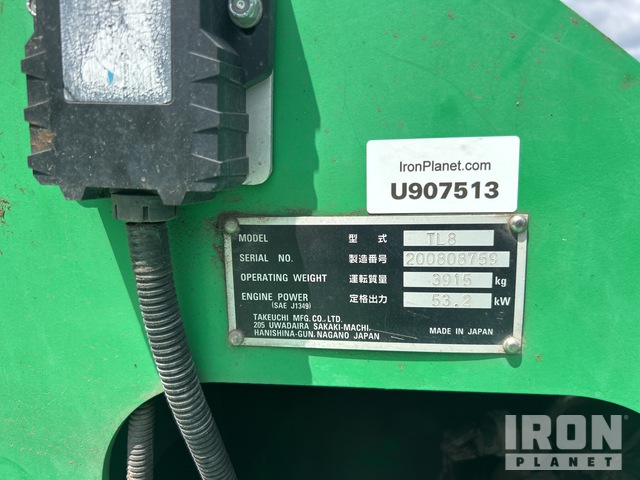 IronPlanet.com
U907513
MODEL 型式 TL8
SERIAL NO. 製造番号 200808759
OPERATING WEIGHT 運転質量 3915 kg
ENGINE POWER 定格出力 53.2 kW
(SAE J1349)
TAKEUCHI MFG. CO., LTD.
205 UWADAIRA SAKAKI-MACHI,
HANISHINA-GUN, NAGANO JAPAN
MADE IN JAPAN
IRON
PLANET